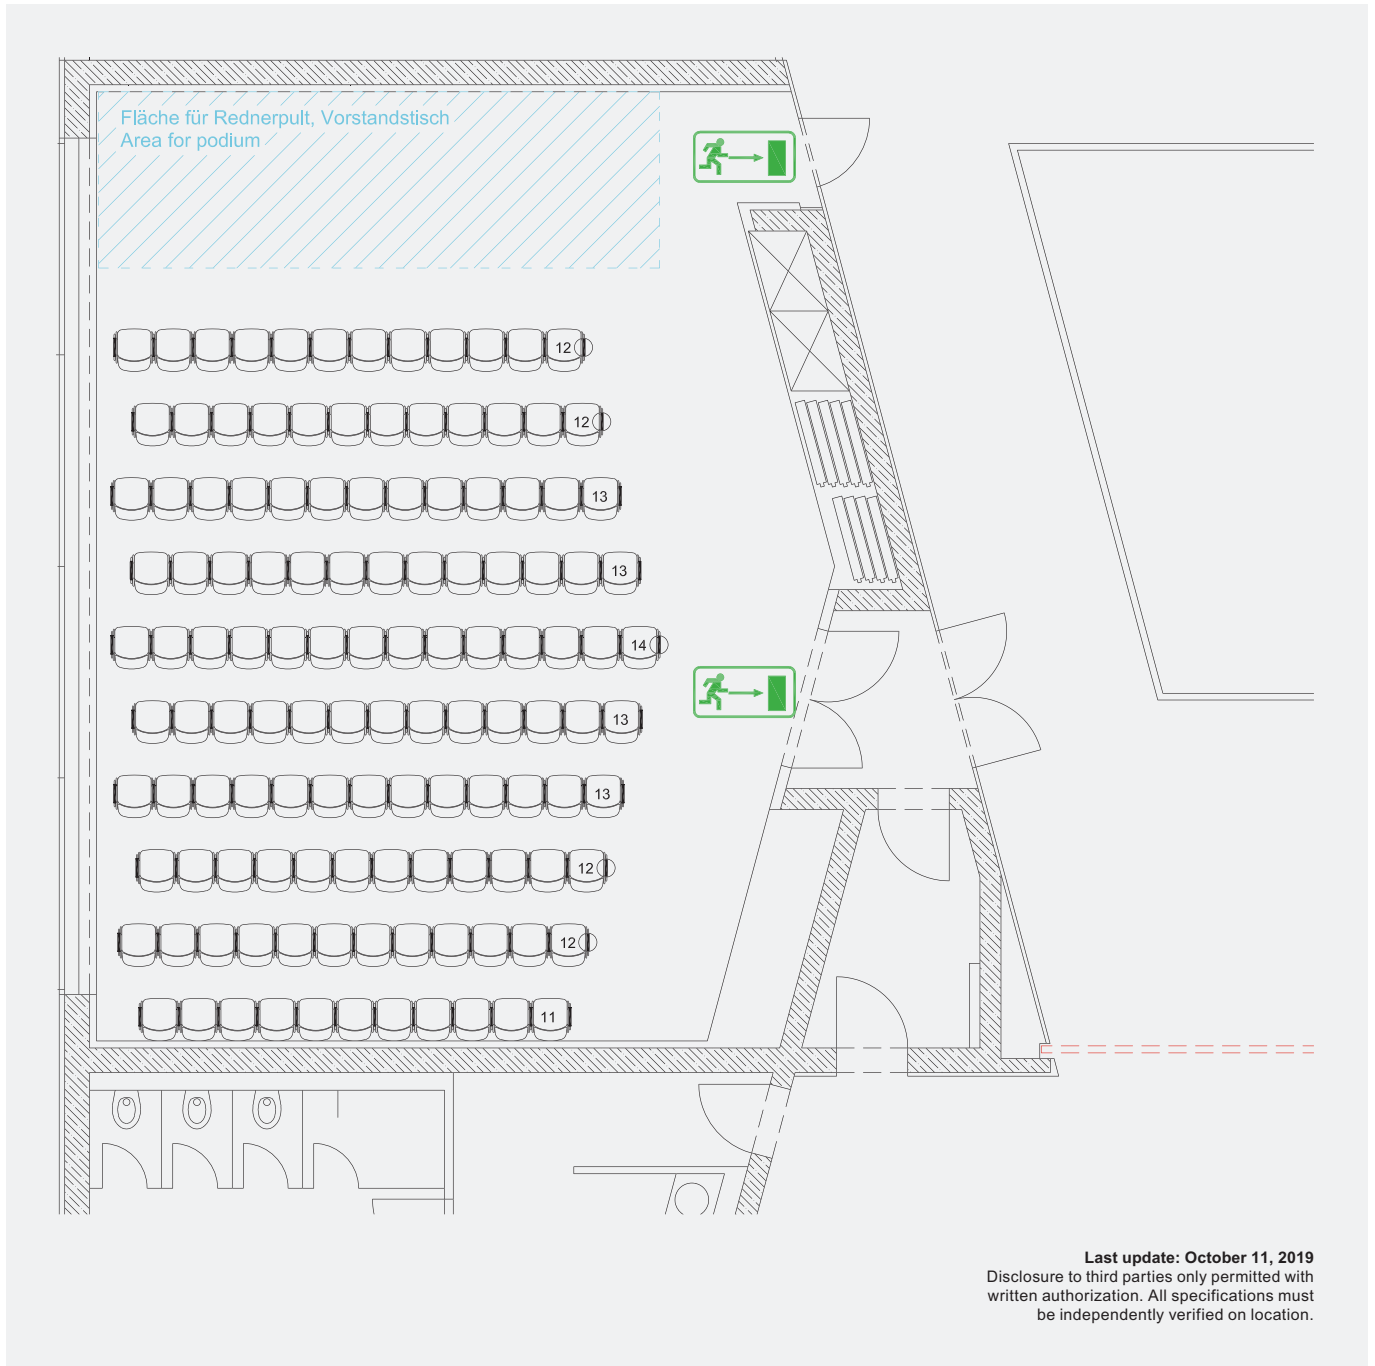 Fläche für Rednerpult, Vorstandstisch
Area for podium
12
12
13
13
14
13
13
12
12
11
Last update: October 11, 2019
Disclosure to third parties only permitted with
written authorization. All specifications must
be independently verified on location.